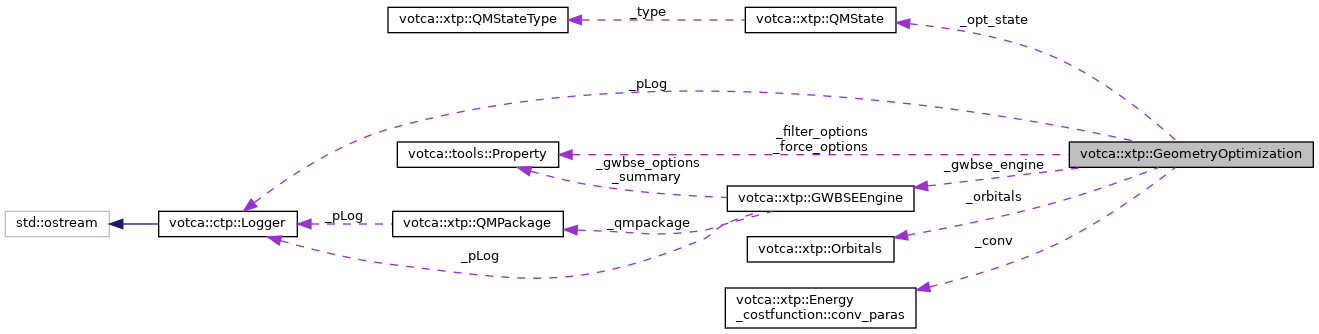 votca::xtp::QMStateType
_type
votca::xtp::QMState
_opt_state
_pLog
_filter_options
_force_options
votca::tools::Property
votca::xtp::GeometryOptimization
_gwbse_options
_summary
_gwbse_engine
votca::xtp::GWBSEEngine
_orbitals
std::ostream
votca::ctp::Logger
_pLog
votca::xtp::QMPackage
_qmpackage
_conv
votca::xtp::Orbitals
_pLog
votca::xtp::Energy
_costfunction::conv_paras